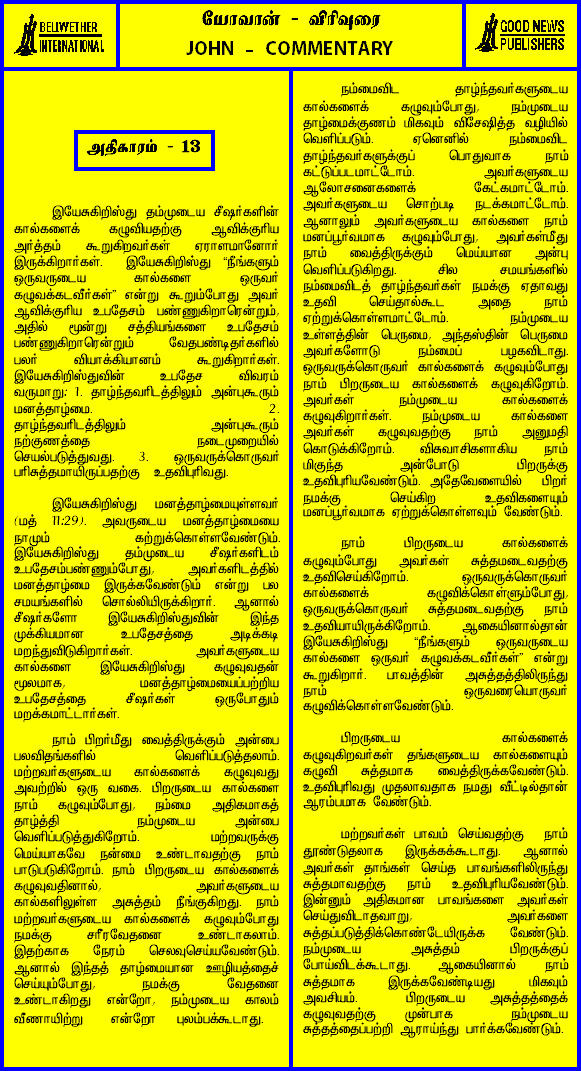 BELLWETHER
INTERNATIONAL
யோவான் - விரிவுரை
JOHN - COMMENTARY
GOOD NEWS
PUBLISHERS
அதிகாரம் - 13
இயேசுகிறிஸ்து தம்முடைய சீஷர்களின்
கால்களைக் கழுவியதற்கு ஆவிக்குரிய
அர்த்தம் கூறுகிறவர்கள் ஏராளமானோர்
இருக்கிறார்கள். இயேசுகிறிஸ்து "நீங்களும்
ஒருவருடைய கால்களை ஒருவர்
கழுவக்கடவீர்கள்" என்று கூறும்போது அவர்
ஆவிக்குரிய உபதேசம் பண்ணுகிறாரென்றும்,
அதில் மூன்று சத்தியங்களை உபதேசம்
பண்ணுகிறாரென்றும் வேதபண்டிதர்களில்
பலர் வியாக்கியானம் கூறுகிறார்கள்.
இயேசுகிறிஸ்துவின் உபதேச விவரம்
வருமாறு: 1. தாழ்ந்தவரிடத்திலும் அன்புகூரும்
மனத்தாழ்மை. 2.
தாழ்ந்தவரிடத்திலும் அன்புகூரும்
நற்குணத்தை நடைமுறையில்
செயல்படுத்துவது. 3. ஒருவருக்கொருவர்
பரிசுத்தமாயிருப்பதற்கு உதவிபுரிவது.
இயேசுகிறிஸ்து மனத்தாழ்மையுள்ளவர்
(மத் 11:29). அவருடைய மனத்தாழ்மையை
நாமும் கற்றுக்கொள்ளவேண்டும்.
இயேசுகிறிஸ்து தம்முடைய சீஷர்களிடம்
உபதேசம்பண்ணும்போது, அவர்களிடத்தில்
மனத்தாழ்மை இருக்கவேண்டும் என்று பல
சமயங்களில் சொல்லியிருக்கிறார். ஆனால்
சீஷர்களோ இயேசுகிறிஸ்துவின் இந்த
முக்கியமான உபதேசத்தை அடிக்கடி
மறந்துவிடுகிறார்கள். அவர்களுடைய
கால்களை இயேசுகிறிஸ்து கழுவுவதன்
மூலமாக, மனத்தாழ்மையைப்பற்றிய
உபதேசத்தை சீஷர்கள் ஒருபோதும்
மறக்கமாட்டார்கள்.
நாம் பிறர்மீது வைத்திருக்கும் அன்பை
பலவிதங்களில் வெளிப்படுத்தலாம்.
மற்றவர்களுடைய கால்களைக் கழுவுவது
அவற்றில் ஒரு வகை. பிறருடைய கால்களை
நாம் கழுவும்போது, நம்மை அதிகமாகத்
தாழ்த்தி நம்முடைய அன்பை
வெளிப்படுத்துகிறோம். மற்றவருக்கு
மெய்யாகவே நன்மை உண்டாவதற்கு நாம்
பாடுபடுகிறோம். நாம் பிறருடைய கால்களைக்
கழுவுவதினால், அவர்களுடைய
கால்களிலுள்ள அசுத்தம் நீங்குகிறது. நாம்
மற்றவர்களுடைய கால்களைக் கழுவும்போது
நமக்கு சரீரவேதனை உண்டாகலாம்.
இதற்காக நேரம் செலவுசெய்யவேண்டும்.
ஆனால் இந்தத் தாழ்மையான ஊழியத்தைச்
செய்யும்போது, நமக்கு வேதனை
உண்டாகிறது என்றோ, நம்முடைய காலம்
வீணாயிற்று என்றோ புலம்பக்கூடாது.
நம்மைவிட தாழ்ந்தவர்களுடைய
கால்களைக் கழுவும்போது, நம்முடைய
தாழ்மைக்குணம் மிகவும் விசேஷித்த வழியில்
வெளிப்படும். ஏனெனில் நம்மைவிட
தாழ்ந்தவர்களுக்குப் பொதுவாக நாம்
கட்டுப்படமாட்டோம். அவர்களுடைய
ஆலோசனைகளைக் கேட்கமாட்டோம்.
அவர்களுடைய சொற்படி நடக்கமாட்டோம்.
ஆனாலும் அவர்களுடைய கால்களை நாம்
மனப்பூர்வமாக கழுவும்போது, அவர்கள்மீது
நாம் வைத்திருக்கும் மெய்யான அன்பு
வெளிப்படுகிறது. சில சமயங்களில்
நம்மைவிடத் தாழ்ந்தவர்கள் நமக்கு ஏதாவது
உதவி செய்தால்கூட அதை நாம்
ஏற்றுக்கொள்ளமாட்டோம். நம்முடைய
உள்ளத்தின் பெருமை, அந்தஸ்தின் பெருமை
அவர்களோடு நம்மைப் பழகவிடாது.
ஒருவருக்கொருவர் கால்களைக் கழுவும்போது
நாம் பிறருடைய கால்களைக் கழுவுகிறோம்.
அவர்கள் நம்முடைய கால்களைக்
கழுவுகிறார்கள். நம்முடைய கால்களை
அவர்கள் கழுவுவதற்கு நாம் அனுமதி
கொடுக்கிறோம். விசுவாசிகளாகிய நாம்
மிகுந்த அன்போடு பிறருக்கு
உதவிபுரியவேண்டும். அதேவேளையில் பிறர்
நமக்கு செய்கிற உதவிகளையும்
மனப்பூர்வமாக ஏற்றுக்கொள்ளவும் வேண்டும்.
நாம் பிறருடைய கால்களைக்
கழுவும்போது அவர்கள் சுத்தமடைவதற்கு
உதவிசெய்கிறோம். ஒருவருக்கொருவர்
கால்களைக் கழுவிக்கொள்ளும்போது,
ஒருவருக்கொருவர் சுத்தமடைவதற்கு நாம்
உதவியாயிருக்கிறோம். ஆகையினால்தான்
இயேசுகிறிஸ்து "நீங்களும் ஒருவருடைய
கால்களை ஒருவர் கழுவக்கடவீர்கள்" என்று
கூறுகிறார். பாவத்தின் அசுத்தத்திலிருந்து
நாம் ஒருவரையொருவர்
கழுவிக்கொள்ளவேண்டும்.
பிறருடைய கால்களைக்
கழுவுகிறவர்கள் தங்களுடைய கால்களையும்
கழுவி சுத்தமாக வைத்திருக்கவேண்டும்.
உதவிபுரிவது முதலாவதாக நமது வீட்டில்தான்
ஆரம்பமாக வேண்டும்.
மற்றவர்கள் பாவம் செய்வதற்கு நாம்
தூண்டுதலாக இருக்கக்கூடாது. ஆனால்
அவர்கள் தாங்கள் செய்த பாவங்களிலிருந்து
சுத்தமாவதற்கு நாம் உதவிபுரியவேண்டும்.
இன்னும் அதிகமான பாவங்களை அவர்கள்
செய்துவிடாதவாறு, அவர்களை
சுத்தப்படுத்திக்கொண்டேயிருக்க வேண்டும்.
நம்முடைய அசுத்தம் பிறருக்குப்
போய்விடக்கூடாது. ஆகையினால் நாம்
சுத்தமாக இருக்கவேண்டியது மிகவும்
அவசியம். பிறருடைய அசுத்தத்தைக்
கழுவுவதற்கு முன்பாக நம்முடைய
சுத்தத்தைப்பற்றி ஆராய்ந்து பார்க்கவேண்டும்.